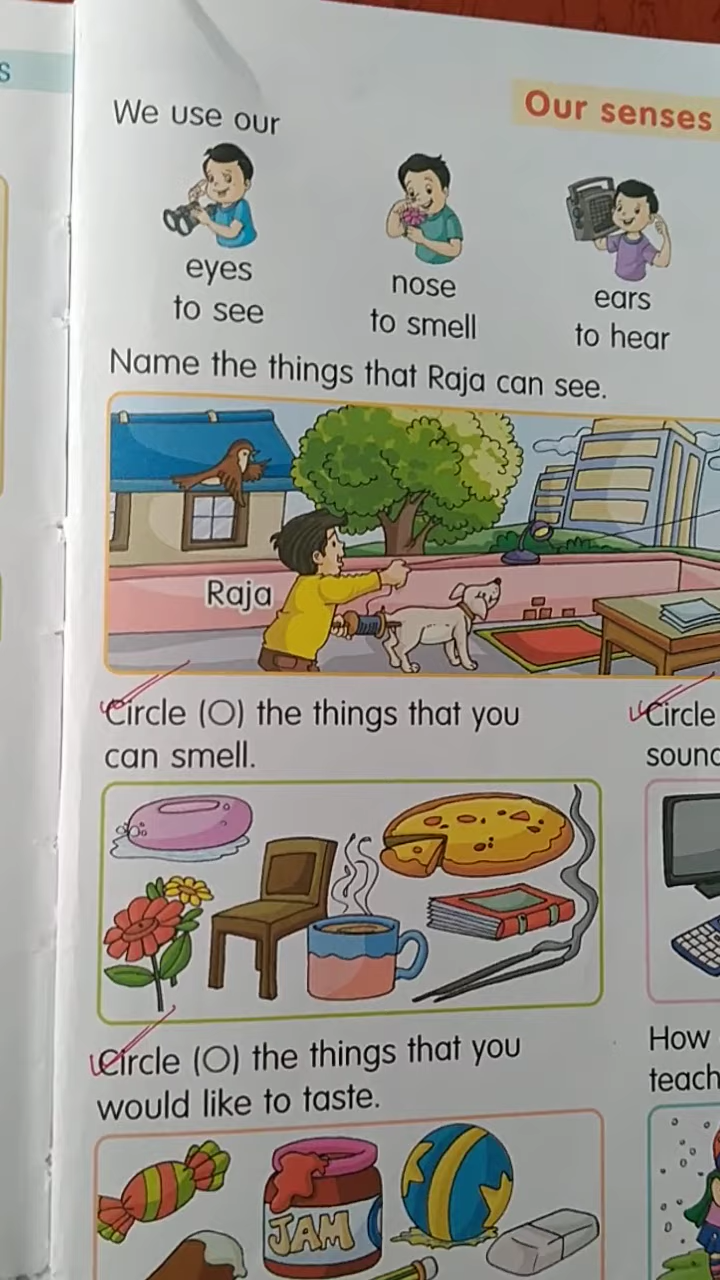 s
Our senses
We use our
eyes
to see
nose
to smell
ears
to hear
Name the things that Raja can see.
Raja
Circle (O) the things that you
can smell.
Circle
sound
Circle (O) the things that you
would like to taste.
JAM
How
teach